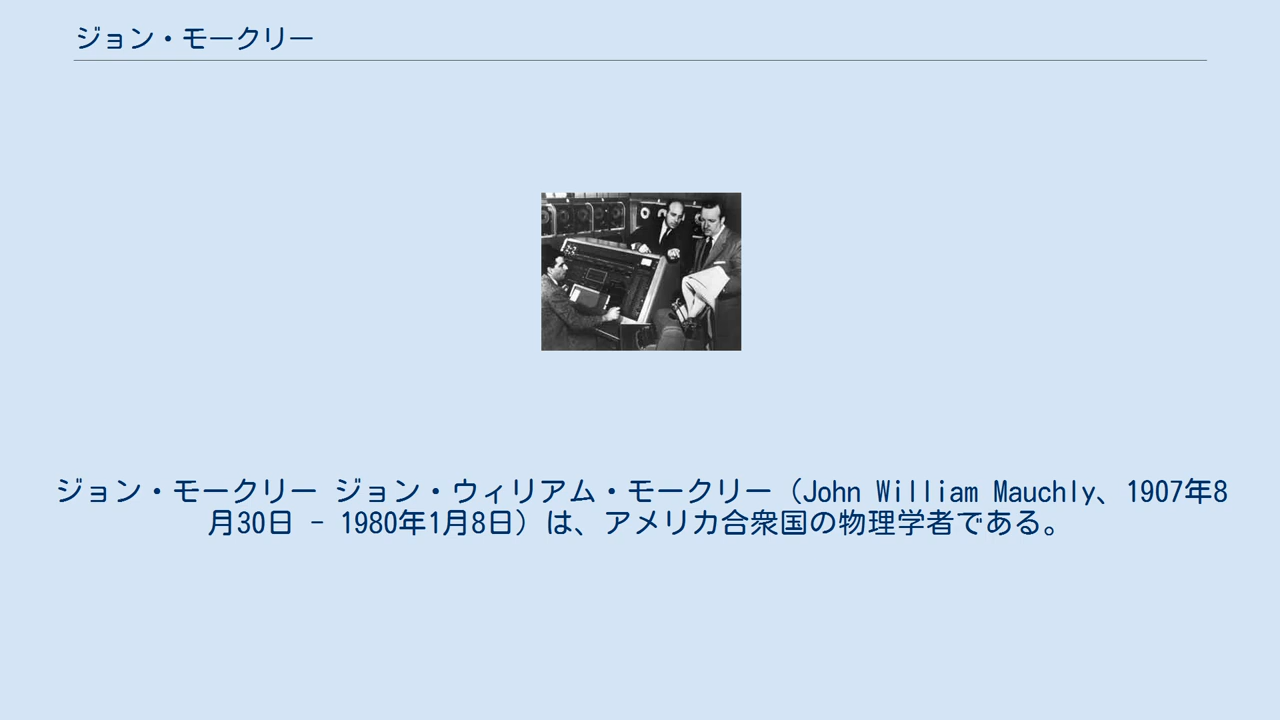 ジョン・モークリー
ジョン・モークリー ジョン・ウィリアム・モークリー（John William Mauchly、1907年8
月30日 - 1980年1月8日）は、アメリカ合衆国の物理学者である。